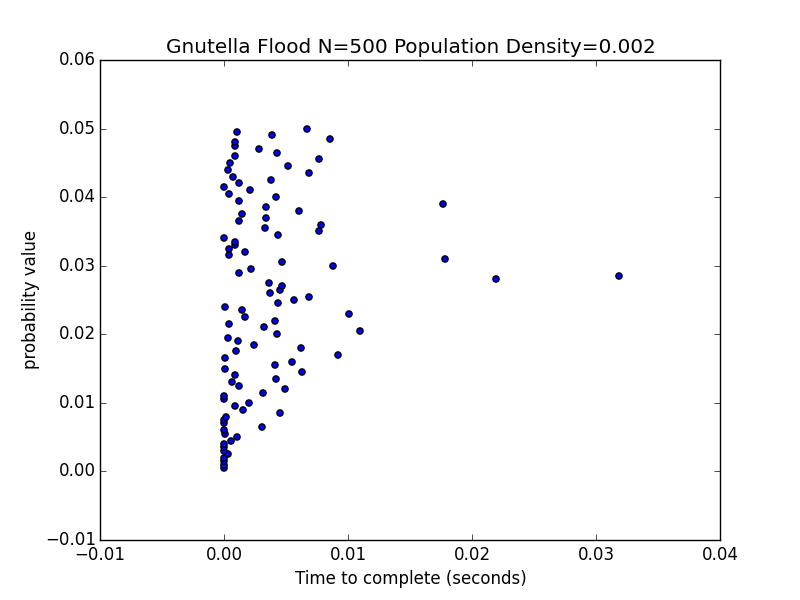 Gnutella Flood N=500 Population Density=0.002
0.06
0.05
0.04
0.03
0.02
0.01
0.00
−0.01
probability value
−0.01 0.00 0.01 0.02 0.03 0.04
Time to complete (seconds)